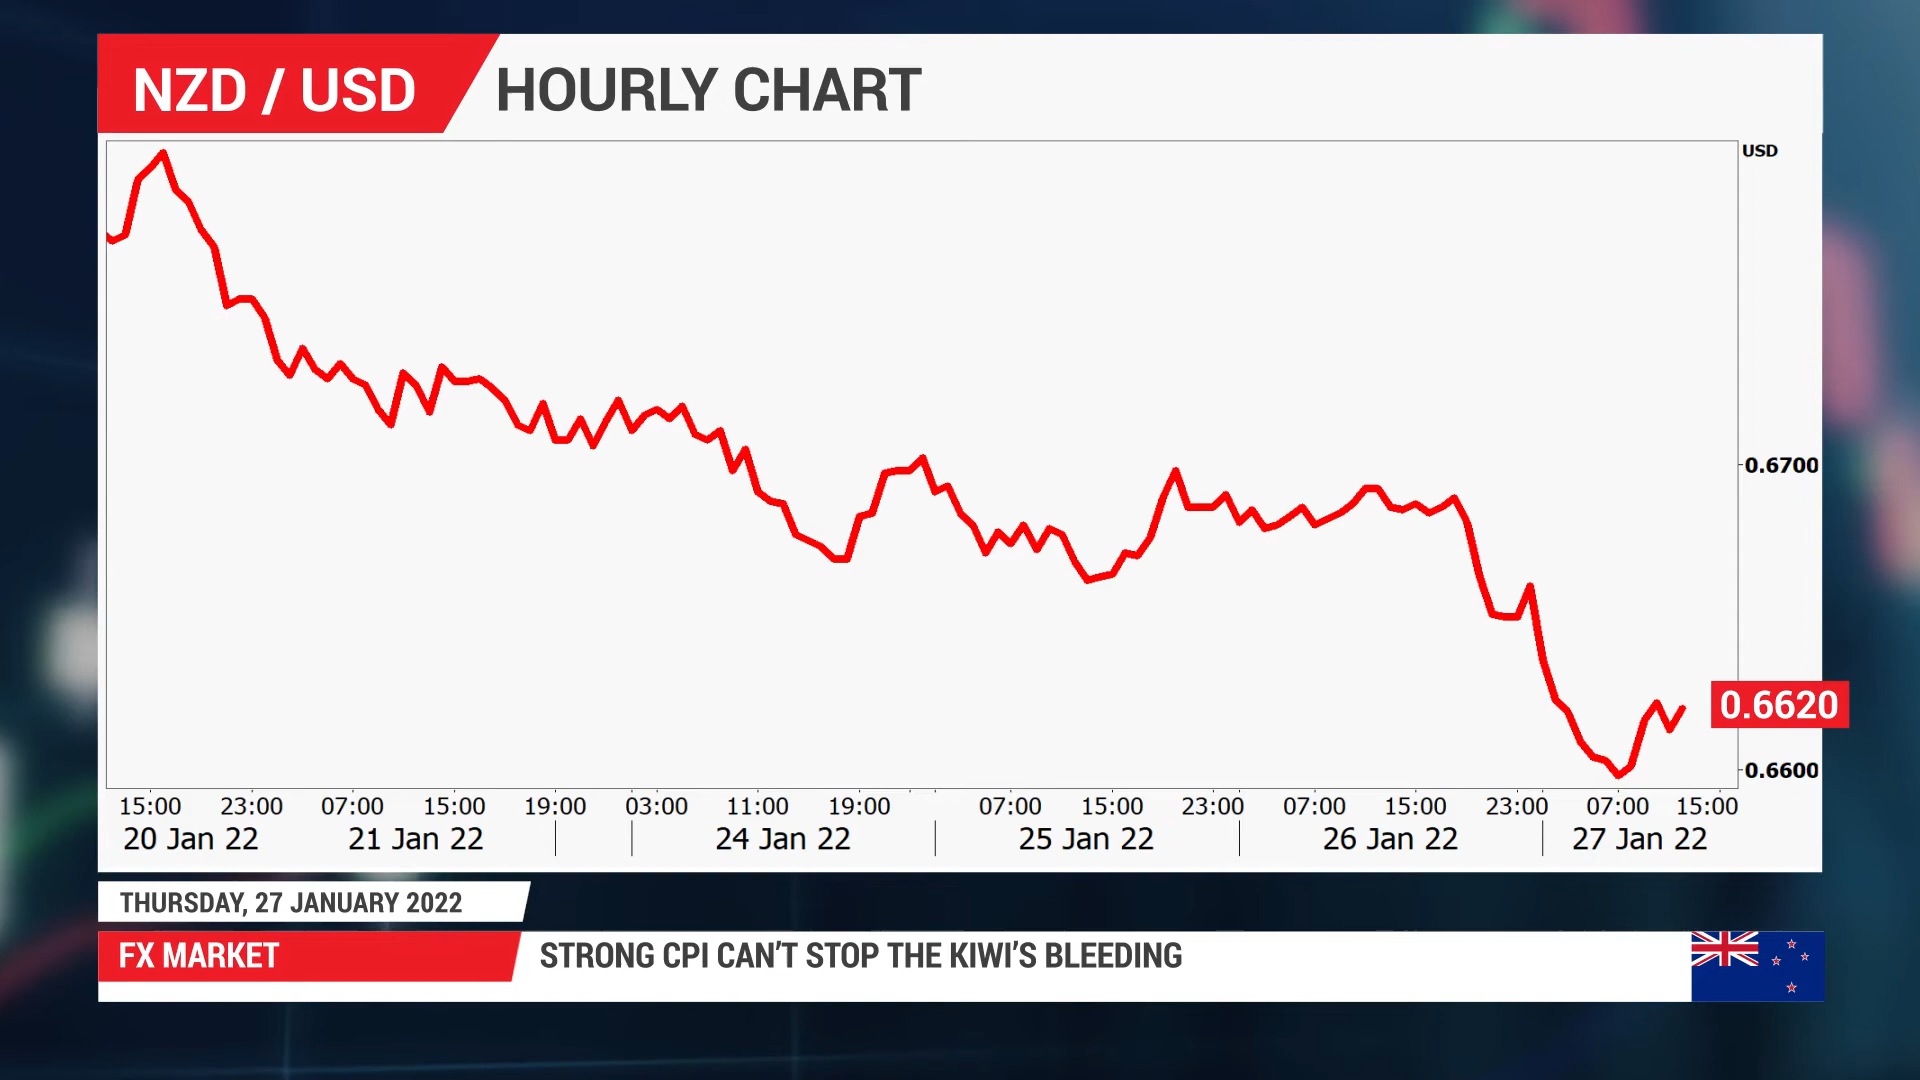 NZD / USD HOURLY CHART
USD
0.6700
0.6620
0.6600
15:00 23:00 07:00 15:00 19:00 03:00 11:00 19:00 07:00 15:00 23:00 07:00 15:00 23:00 07:00 15:00
20 Jan 22 21 Jan 22 24 Jan 22 25 Jan 22 26 Jan 22 27 Jan 22
THURSDAY, 27 JANUARY 2022
FX MARKET STRONG CPI CAN'T STOP THE KIWI'S BLEEDING